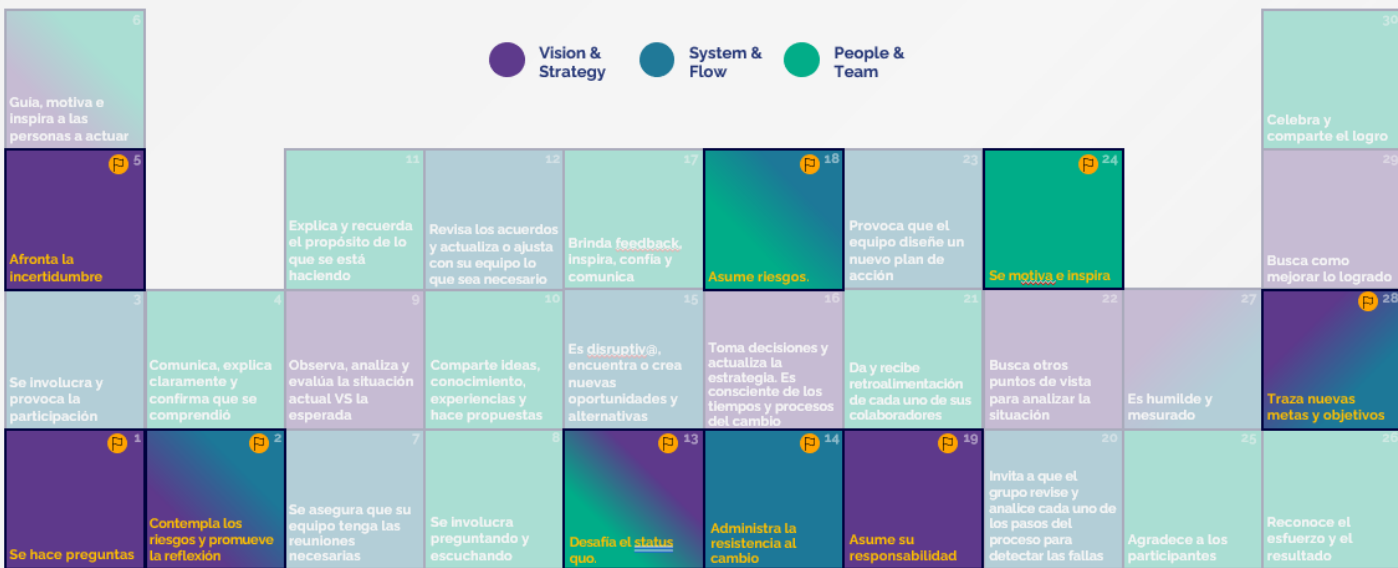 6
Guía, motiva e
inspira a las
personas a actuar
Vision &
Strategy
System &
Flow
People &
Team
30
Celebra y
comparte el logro
5
Afronta la
incertidumbre
11
Explica y recuerda
el propósito de lo
que se está
haciendo
12
Revisa los acuerdos
y actualiza o ajusta
con su equipo lo
que sea necesario
17
Brinda feedback,
inspira, confia y
comunica
18
Asume riesgos.
23
Provoca que el
equipo diseñe un
nuevo plan de
acción
24
Se motiva e inspira
29
Busca como
mejorar lo logrado
3
Se involucra y
provoca la
participación
4
Comunica, explica
claramente y
confirma que se
comprendió
9
Observa, analiza y
evalúa la situación
actual VS la
esperada
10
Comparte ideas,
conocimiento,
experiencias y
hace propuestas
15
Es disruptiv@,
encuentra o crea
nuevas
oportunidades y
alternativas
16
Toma decisiones y
actualiza la
estrategia. Es
consciente de los
tiempos y procesos
del cambio
21
Da y recibe
retroalimentación
de cada uno de sus
colaboradores
22
Busca otros
puntos de vista
para analizar la
situación
27
Es humilde y
mesurado
28
Traza nuevas
metas y objetivos
1
Se hace preguntas
2
Contempla los
riesgos y promueve
la reflexión
7
Se asegura que su
equipo tenga las
reuniones
necesarias
8
Se involucra
preguntando y
escuchando
13
Desafía el status
quo.
14
Administra la
resistencia al
cambio
19
Asume su
responsabilidad
20
Invita a que el
grupo revise y
analice cada uno de
los pasos del
proceso para
detectar las fallas
25
Agradece a los
participantes
26
Reconoce el
esfuerzo y el
resultado